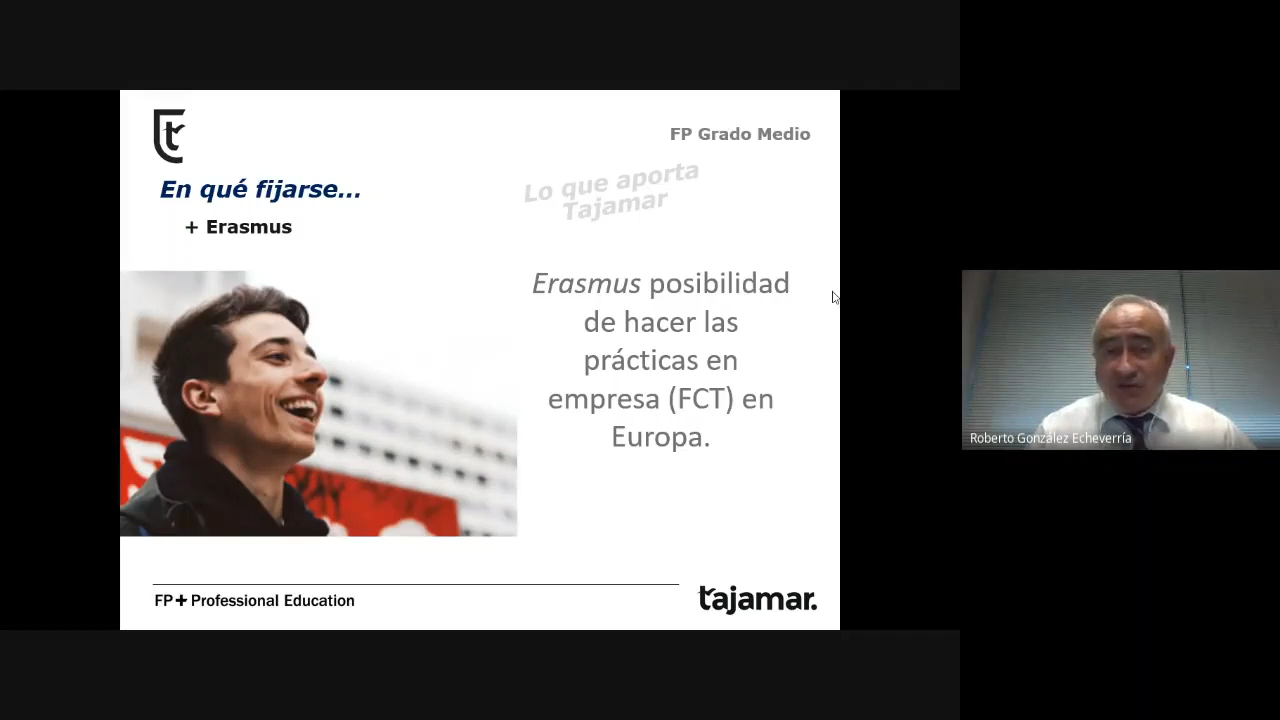 FP Grado Medio
En qué fijarse...
Lo que aporta
Tajamar
+ Erasmus
Erasmus posibilidad
de hacer las
prácticas en
empresa (FCT) en
Europa.
Roberto González Echeverría
FP+Professional Education
tajamar.